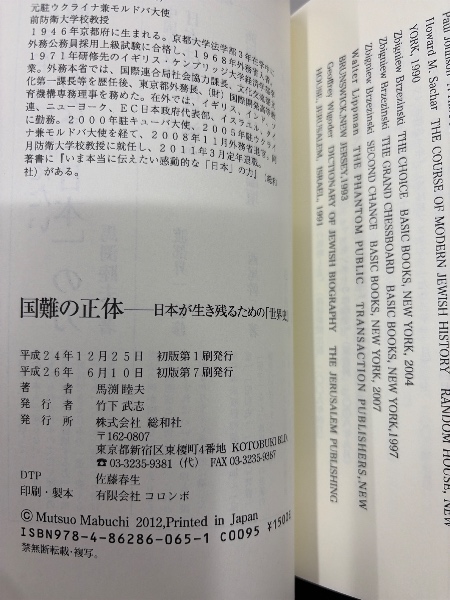 元駐ウクライナ兼モルドバ大使
前防衛大学校教授
1946年京都府に生まれる。京都大学法学部3年在学中に
外務公務員採用上級試験に合格し、1968年外務省入省。
1971年研修先のイギリス・ケンブリッジ大学経済学部卒
業。外務本省では、国際連合局社会協力課長、文化交流部文
化第一課長等を歴任後、東京都外務長、(財)国際開発高等教
育機構専務理事を務めた。在外では、イギリス、インド、ソ
連、ニューヨーク、EC日本政府代表部、イスラエル、タイ
に勤務。2000年駐キューバ大使、2005年駐ウクライ
ナ兼モルドバ大使を経て、2008年11月外務省退官。同
月防衛大学校教授に就任し、2011年3月定年退職。
著書に『いま本当に伝えたい感動的な「日本」の力』(総和
社)がある。
国難の正体――日本が生き残るための「世界史」
平成24年12月25日 初版第1刷発行
平成26年 6月10日 初版第7刷発行
著 者 馬渕睦夫
発行者 竹下武志
発行所 株式会社 総和社
〒162-0807
東京都新宿区東榎町4番地 KOTOBUKI
☎03-3235-9381(代) FAX 03-3235-9387
DTP 佐藤春生
印刷・製本 有限会社 コロンボ
©Mutsuo Mabuchi 2012,Printed in Japan
ISBN978-4-86286-065-1 C0095
禁無断転載・複写。
Paul Johnson
Howard M. Sachar THE COURSE OF MODERN JEWISH HISTORY RANDOM HOUSE, NEW
YORK, 1990
Zbigniew Brzezinski THE CHOICE BASIC BOOKS, NEW YORK, 2004
Zbigniew Brzezinski THE GRAND CHESSBOARD BASIC BOOKS, NEW YORK,1997
Zbigniew Brzezinski SECOND CHANCE BASIC BOOKS, NEW YORK, 2007
Walter Lippman THE PHANTOM PUBLIC TRANSACTION PUBLISHERS,NEW
BRUNSWICK,NEW JERSEY,1993
Geoffrey Wigoder DICTIONARY OF JEWISH BIOGRAPHY THE JERUSALEM PUBLISHING
HOUSE, JERUSALEM, ISRAEL, 1991